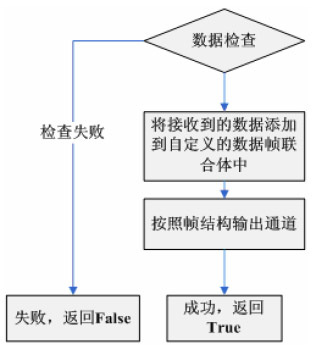 数据检查
检查失败
将接收到的数据添加
到自定义的数据帧联
合体中
按照帧结构输出通道
失败，返回False
成功，返回
True